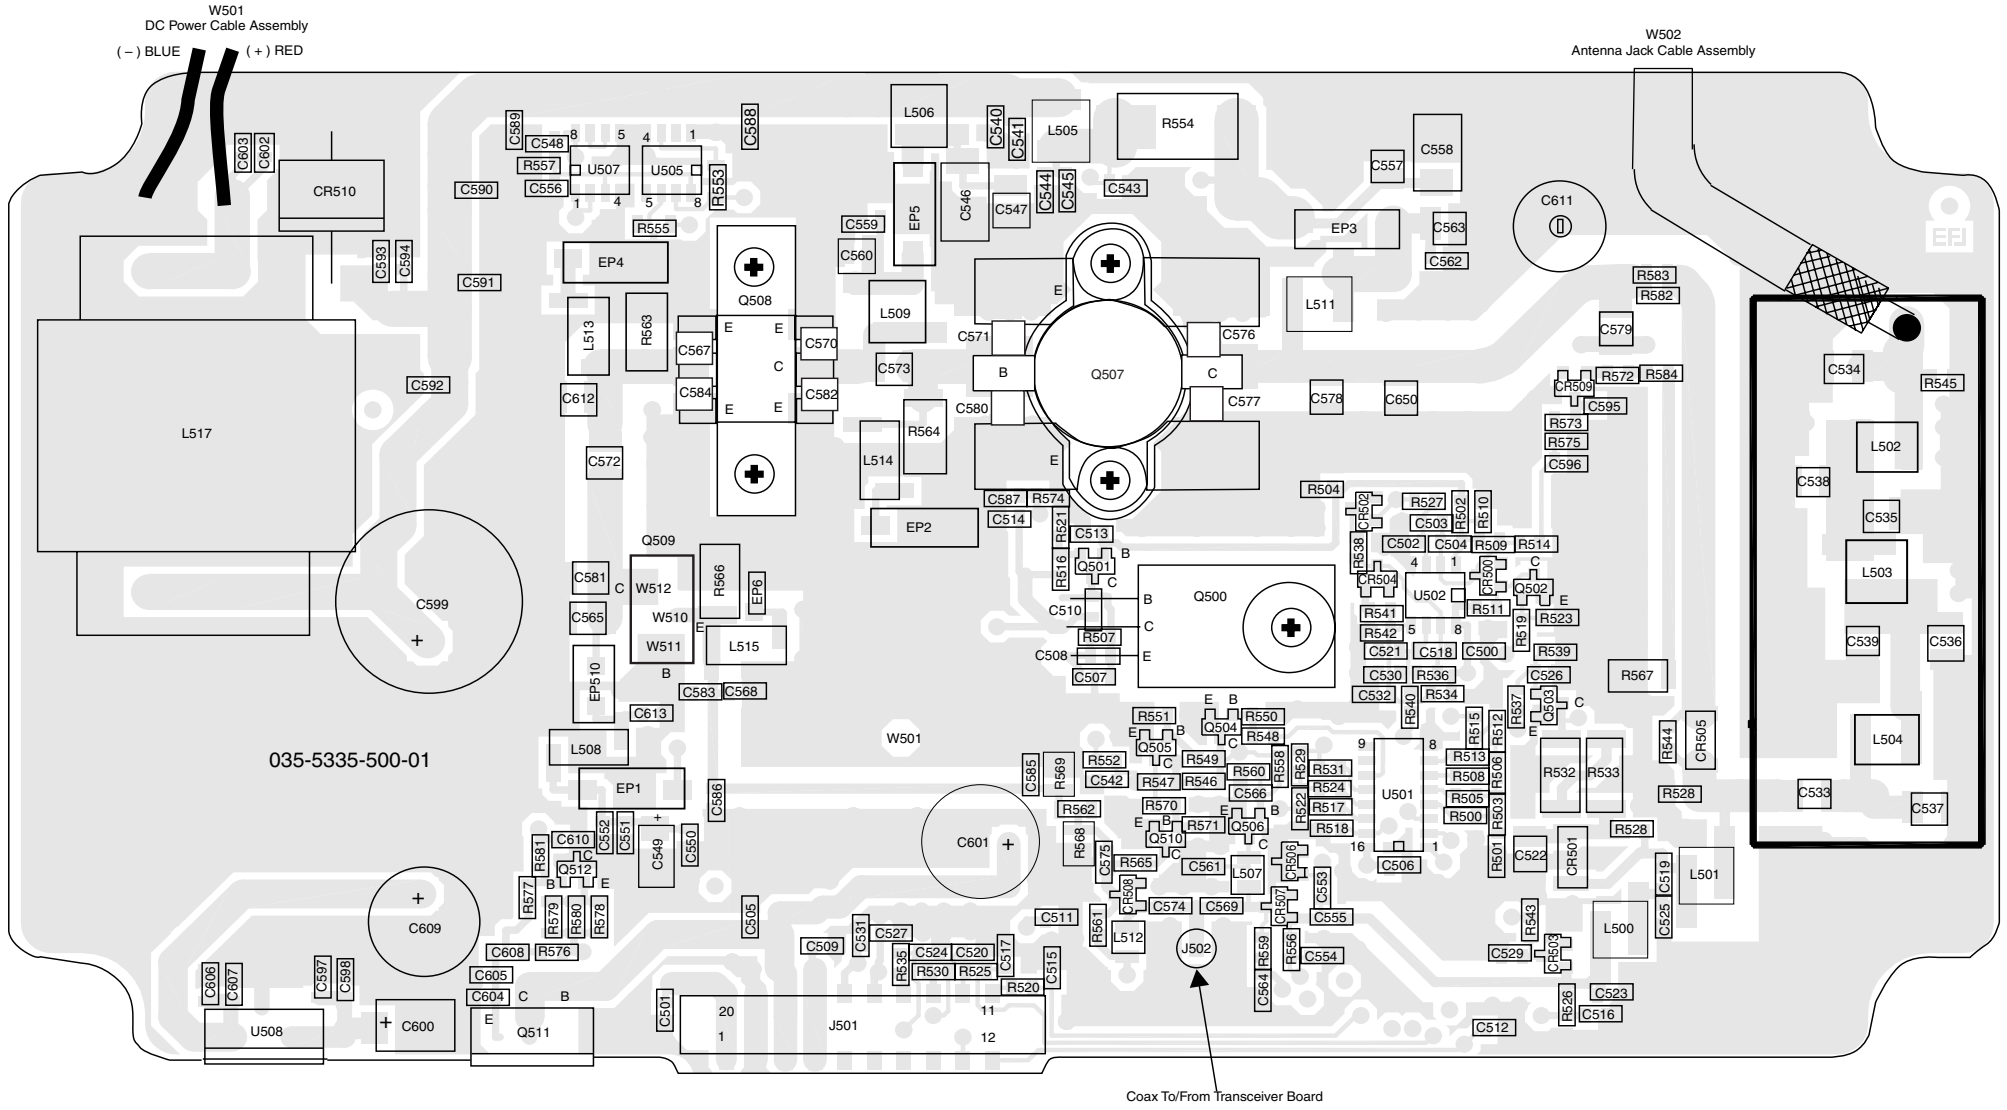 W501
DC Power Cable Assembly
( – ) BLUE
( + ) RED
W502
Antenna Jack Cable Assembly
C603
C602
CR510
C589
C548
R557
C556
8
5
U507
1
4
4
1
U505
5
8
R553
C588
C590
R555
C593
C594
C591
EP4
L506
C540
C541
L505
R554
C557
C558
C544
C545
C543
EP5
C546
C547
C559
C560
EP3
C563
C562
C611
EFJ
R583
R582
L513
R563
Q508
E
E
C
E
E
C567
C570
C584
C582
L509
C571
C573
E
B
Q507
C
C576
C580
C577
E
L511
C579
C534
R545
C592
C612
C578
C650
CR509
R572
R584
C595
R573
R575
C596
L517
C572
L514
R564
L502
C538
C587
R574
R504
CR502
R527
R502
R510
C514
R521
C513
C503
C535
EP2
Q509
R538
C502
C504
R509
R514
R516
Q501
B
C
4
1
CR500
C
Q502
E
L503
C599
+
C581
C
W512
R566
EP6
C510
B
Q500
CR504
U502
R511
C565
W510
E
C
R541
R519
R523
W511
L515
R507
R542
5
8
C539
C536
C508
E
C521
C518
C500
R539
EP510
B
C507
C530
R536
C526
R567
C583
C568
C532
R534
C613
E
B
R540
R537
Q503
C
E
R551
Q504
R550
R515
R512
W501
E
B
Q505
C
R548
C
9
8
R544
CR505
L504
L508
035-5335-500-01
R552
R549
R558
R529
R513
R506
R532
R533
C585
R569
C542
R547
R546
R560
R531
R508
EP1
C586
C566
R524
U501
R505
R528
C533
C537
R562
R570
R522
R517
R500
R503
+
E
B
E
B
R571
Q506
R518
R528
C610
C552
C551
C549
C550
C601
+
R568
Q510
C
C
16
1
R581
C
Q512
B
E
C575
R565
C561
L507
CR506
C506
R501
C522
CR501
C519
L501
R577
CR508
C574
C569
CR507
C553
C555
C609
+
R579
R580
R578
C505
C511
R561
L512
J502
R559
R556
C554
R543
L500
C525
C509
C531
C527
C529
CR503
C608
R576
C524
C520
C517
C515
C605
R535
R530
R525
R520
C564
C523
C606
C607
C597
C598
C604
C
B
C501
R526
C516
U508
+
C600
E
Q511
20
1
J501
11
12
C512
Coax To/From Transceiver Board